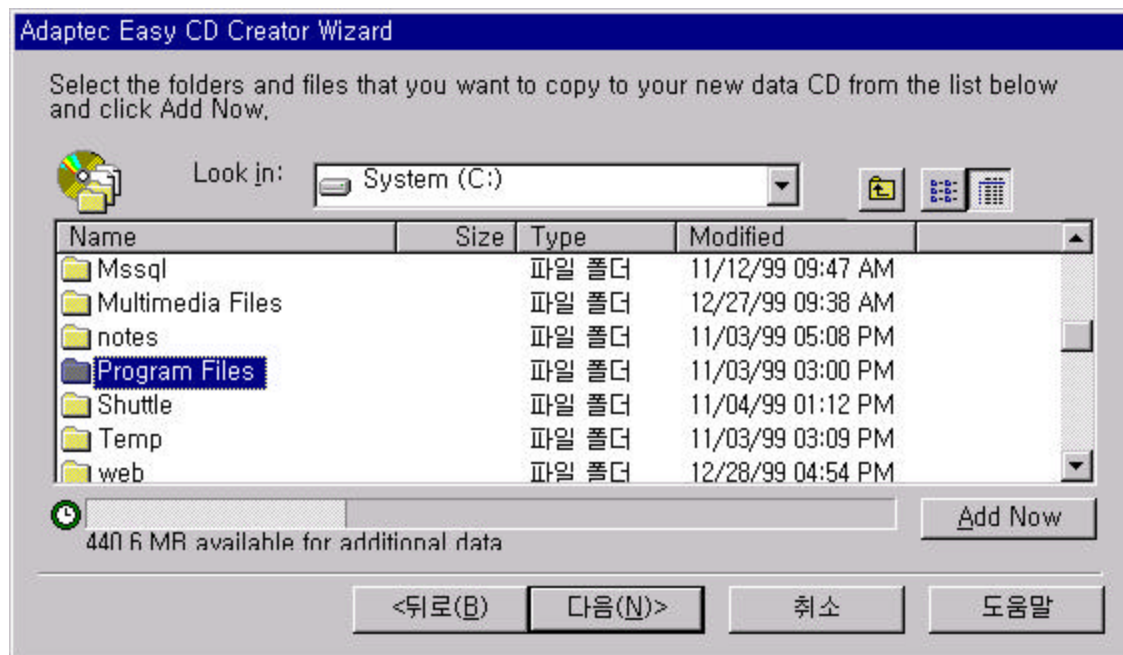 Adaptec Easy CD Creator Wizard
Select the folders and files that you want to copy to your new data CD from the list below
and click Add Now,
Look in: System (C:)
Name Size Type Modified
Mssql 파일 폴더 11/12/99 09:47 AM
Multimedia Files 파일 폴더 12/27/99 09:38 AM
notes 파일 폴더 11/03/99 05:08 PM
Program Files 파일 폴더 11/03/99 03:00 PM
Shuttle 파일 폴더 11/04/99 01:12 PM
Temp 파일 폴더 11/03/99 03:09 PM
web 파일 폴더 12/28/99 04:54 PM
Add Now
440.6 MB available for additional data
<뒤로(B) 다음(N)> 취소 도움말